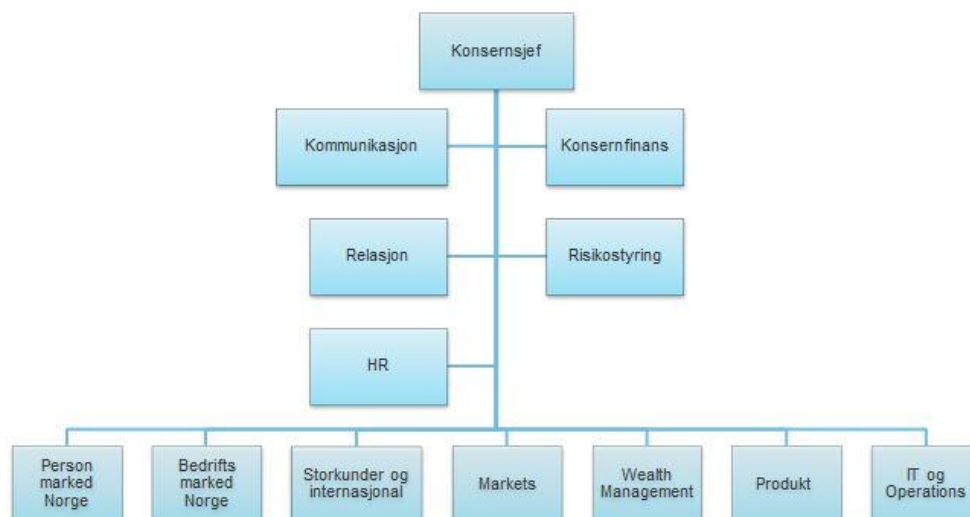 Konsernsjef
Kommunikasjon
Konsernfinans
Relasjon
Risikostyring
HR
Person
marked
Norge
Bedrifts
marked
Norge
Storkunder og
internasjonal
Markets
Wealth
Management
Produkt
IT og
Operations